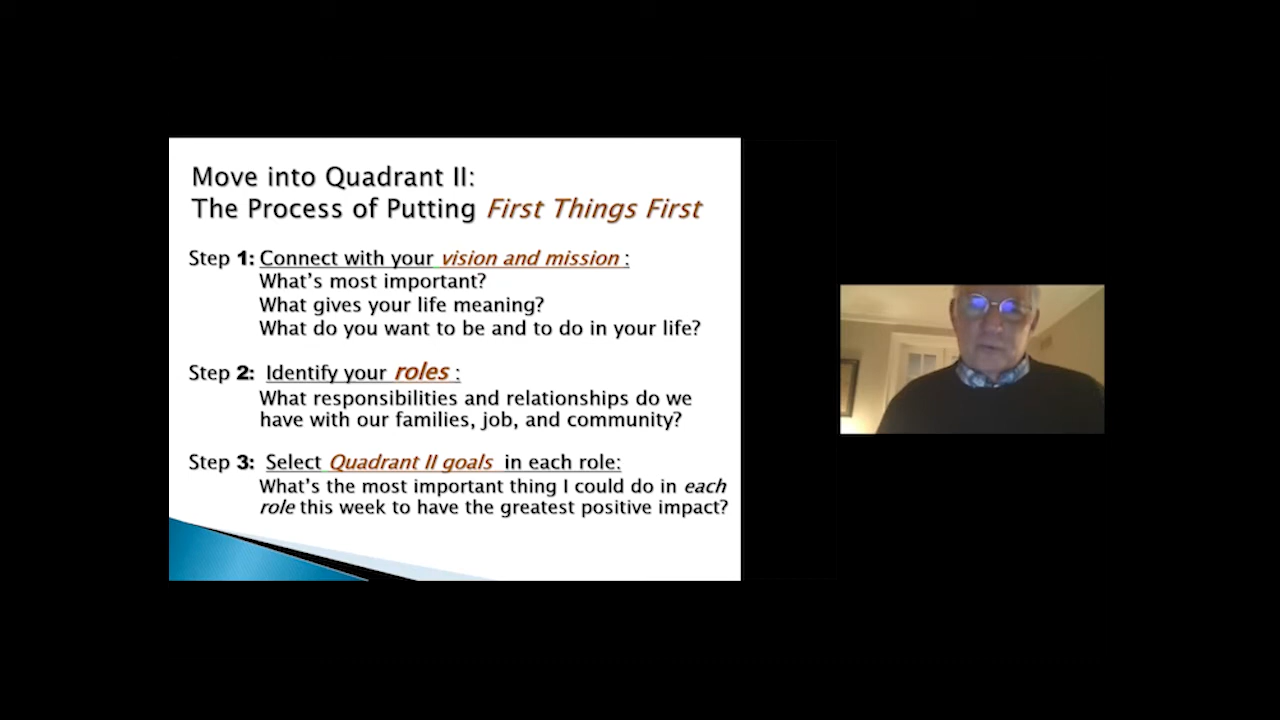 Move into Quadrant II:
The Process of Putting First Things First
Step 1: Connect with your vision and mission :
What's most important?
What gives your life meaning?
What do you want to be and to do in your life?
Step 2: Identify your roles :
What responsibilities and relationships do we
have with our families, job, and community?
Step 3: Select Quadrant II goals in each role:
What's the most important thing I could do in each
role this week to have the greatest positive impact?